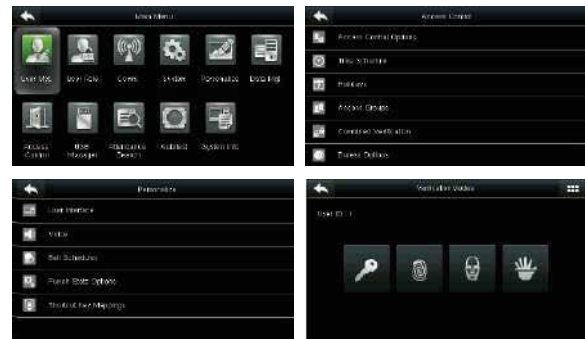 Main Menu
User Mgt. User Role Comm. System Personalize Data Mgt.
Access Control User Manager Attendance Search Autotest System Info
Access Control
Access Control Options
Time Schedule
Holidays
Access Groups
Combined Verification
Duress Options
Personalize
User Interface
Voice
Bell Schedules
Punch State Options
Shortcut Key Mappings
Verification Modes
User ID : 1